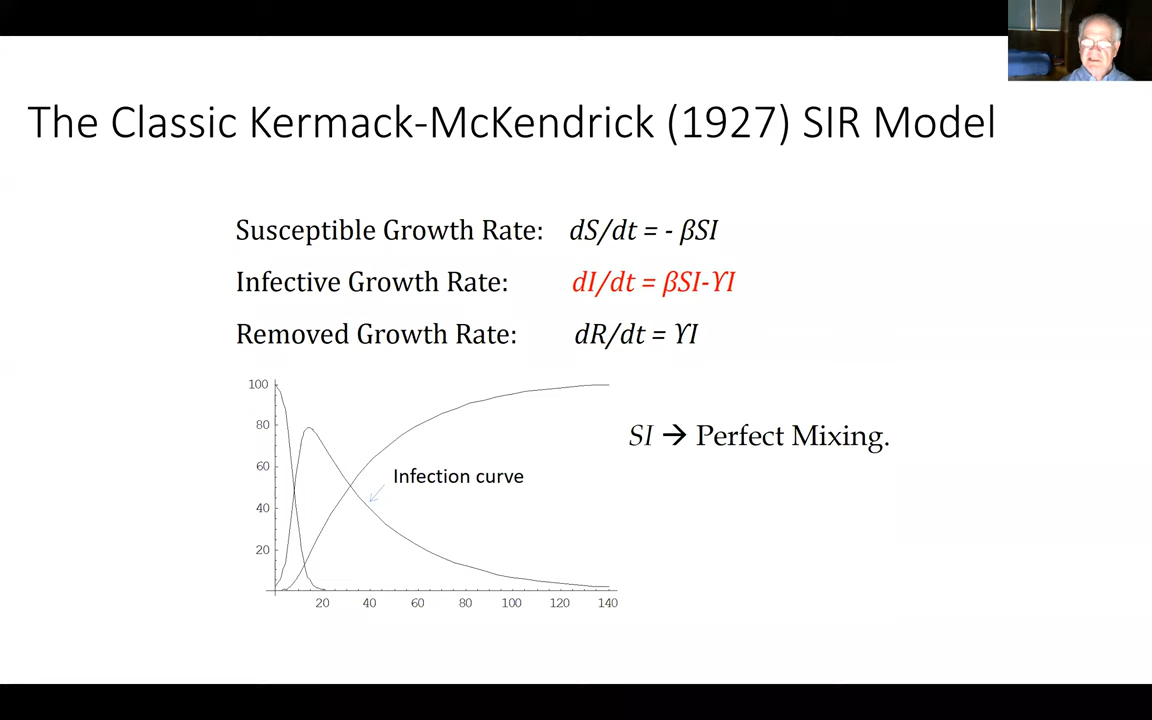 The Classic Kermack-McKendrick (1927) SIR Model
Susceptible Growth Rate: dS/dt = - βSI
Infective Growth Rate: dI/dt = βSI-ϒI
Removed Growth Rate: dR/dt = ϒI
100
80
60
40
20
20 40 60 80 100 120 140
Infection curve
SI → Perfect Mixing.